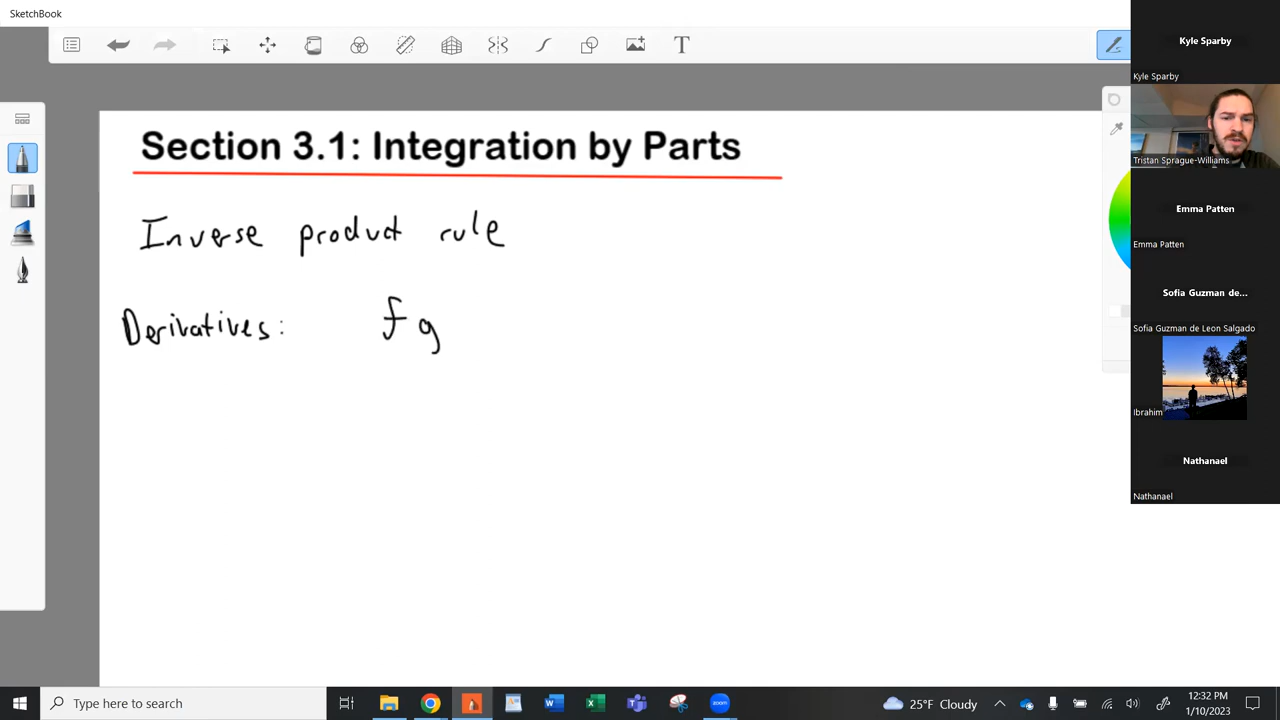 SketchBook
T
Kyle Sparby
Kyle Sparby
Section 3.1: Integration by Parts
Tristan Sprague-Williams
Inverse product rule
Emma Patten
Emma Patten
Derivatives: f g
Sofia Guzman de...
Sofia Guzman de Leon Salgado
Ibrahim
Nathanael
Nathanael
Type here to search
zoom
25°F Cloudy
12:32 PM
1/10/2023